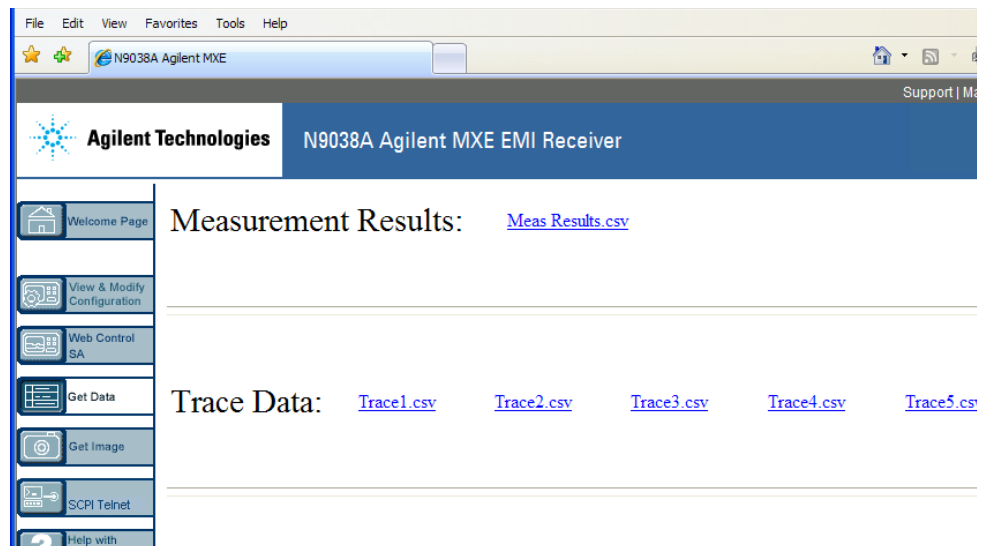 File Edit View Favorites Tools Help
N9038A Agilent MXE
Support | Ma
Agilent Technologies
N9038A Agilent MXE EMI Receiver
Welcome Page
Measurement Results: Meas Results.csv
View & Modify
Configuration
Web Control
SA
Get Data
Trace Data: Trace1.csv Trace2.csv Trace3.csv Trace4.csv Trace5.csv
Get Image
SCPI Telnet
Help with